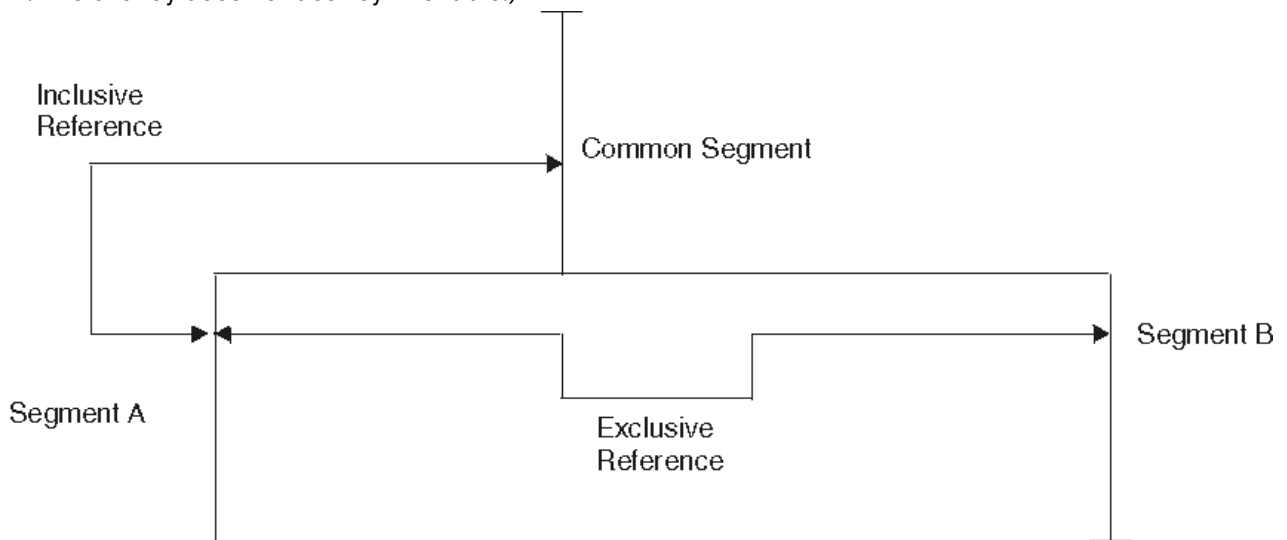 Inclusive
Reference
Common Segment
Segment B
Segment A
Exclusive
Reference